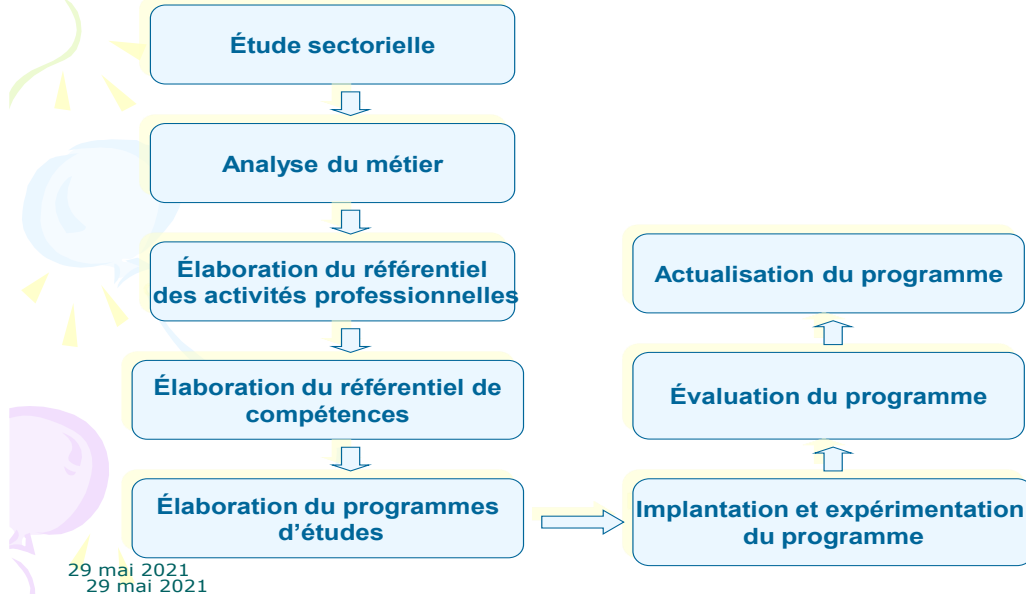 Étude sectorielle
Analyse du métier
Élaboration du référentiel
des activités professionnelles
Élaboration du référentiel de
compétences
Élaboration du programmes
d’études
Implantation et expérimentation
du programme
Évaluation du programme
Actualisation du programme
29 mai 2021
29 mai 2021